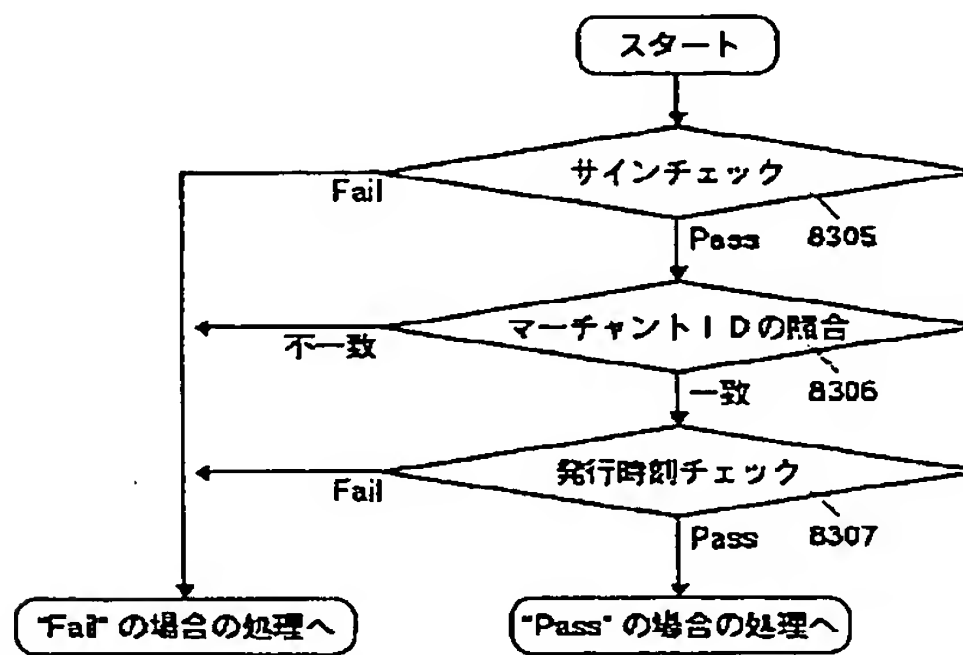 スタート
サインチェック
Fail
Pass
8305
マーチャントIDの照合
不一致
一致
8306
発行時刻チェック
Fail
Pass
8307
"Fail" の場合の処理へ
"Pass" の場合の処理へ